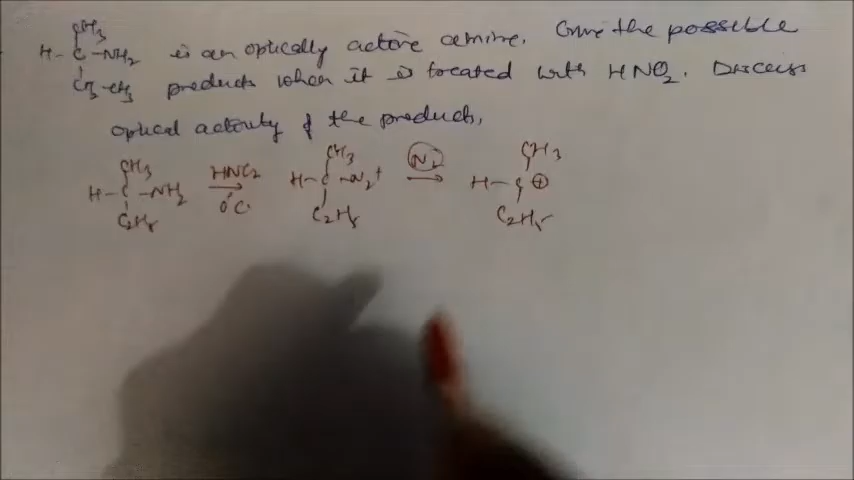 CH3
H - C - NH2 is an optically active amine. Give the possible
CH2-CH3 products when it is treated with HNO2. Discuss
optical activity of the products.
CH3 HNO2 CH3 N2 CH3
H - C - NH2 → H - C - N2+ → H - C ⊕
C2H5 0°C C2H5 C2H5